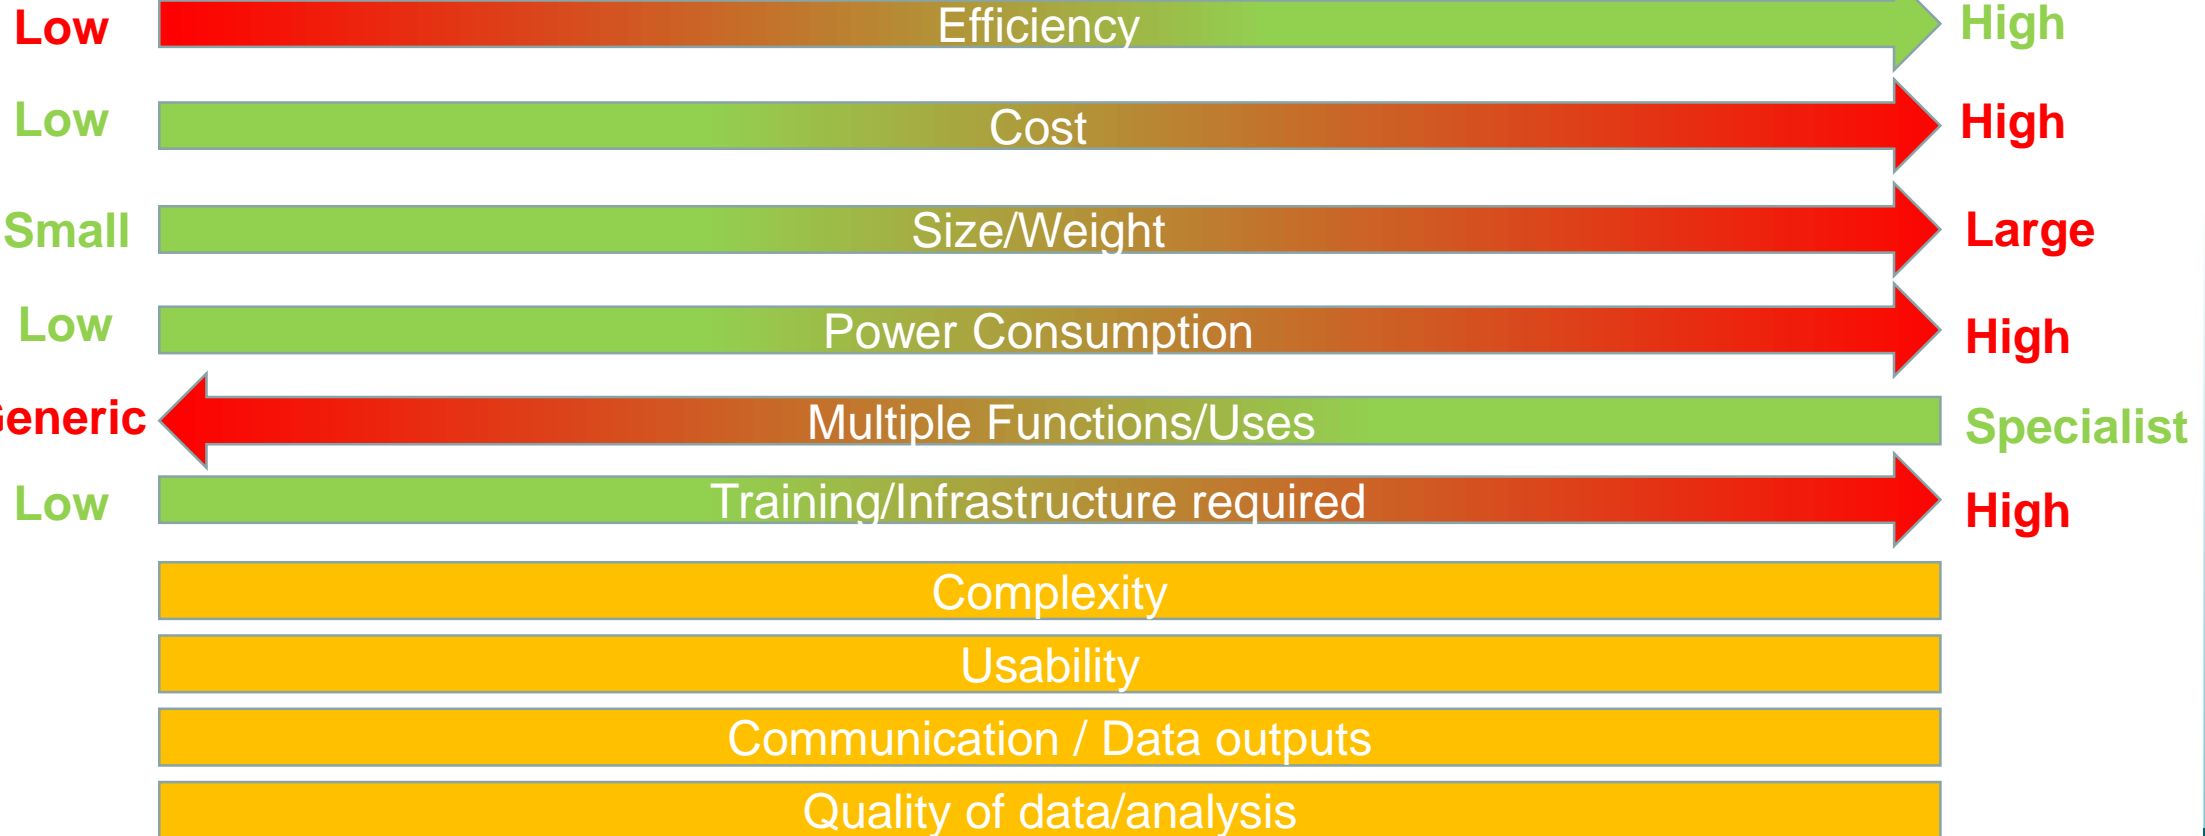 Low Efficiency High
Low Cost High
Small Size/Weight Large
Low Power Consumption High
Generic Multiple Functions/Uses Specialist
Low Training/Infrastructure required High
Complexity
Usability
Communication / Data outputs
Quality of data/analysis